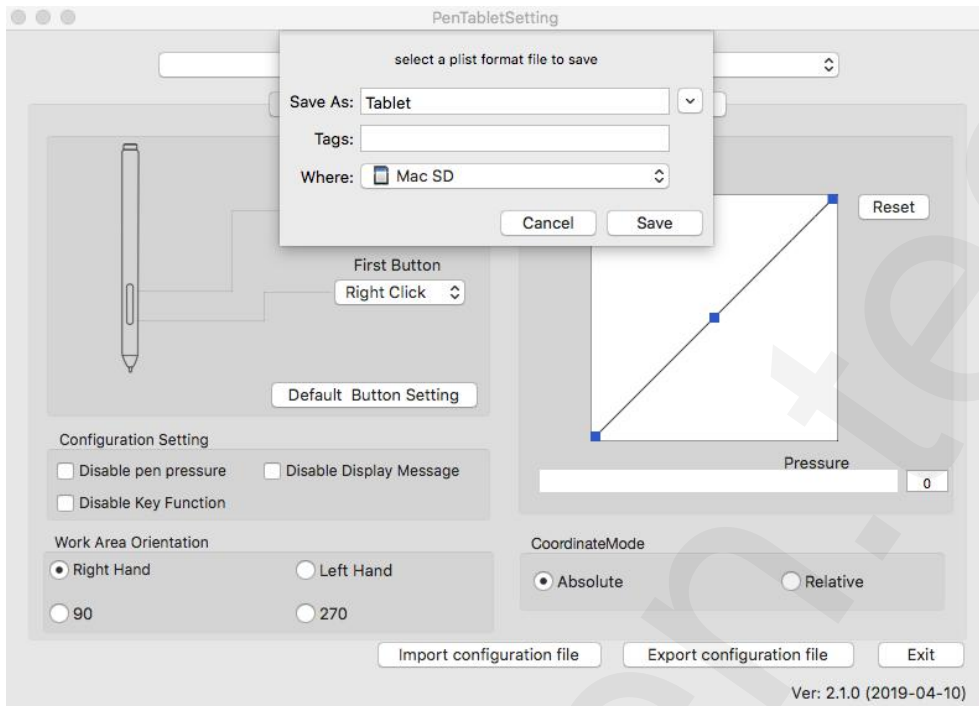 PenTabletSetting
select a plist format file to save
Save As: Tablet
Tags:
Where: Mac SD
Cancel Save
Reset
First Button
Right Click
Default Button Setting
Configuration Setting
Disable pen pressure Disable Display Message
Disable Key Function
Pressure
0
Work Area Orientation
Right Hand Left Hand
90 270
CoordinateMode
Absolute Relative
Import configuration file Export configuration file Exit
Ver: 2.1.0 (2019-04-10)